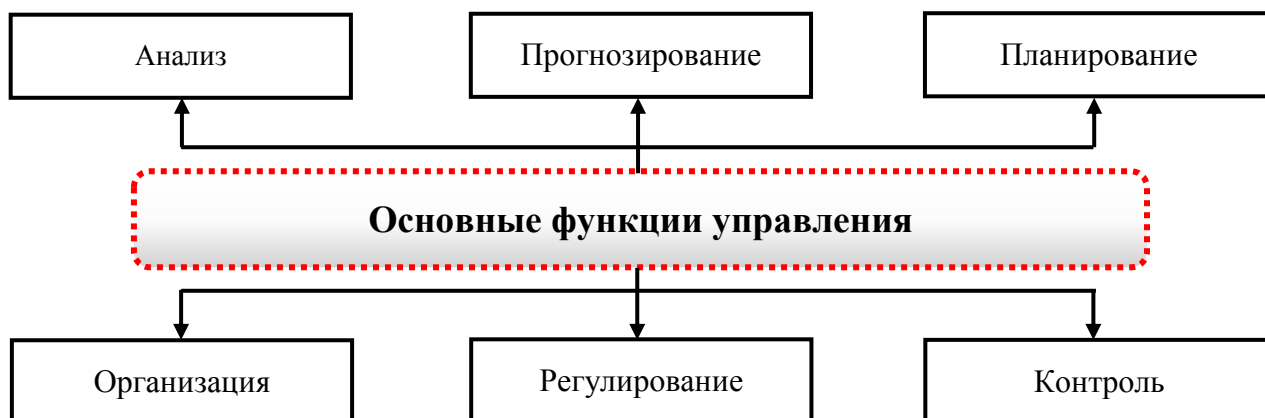 Анализ
Прогнозирование
Планирование
Основные функции управления
Организация
Регулирование
Контроль